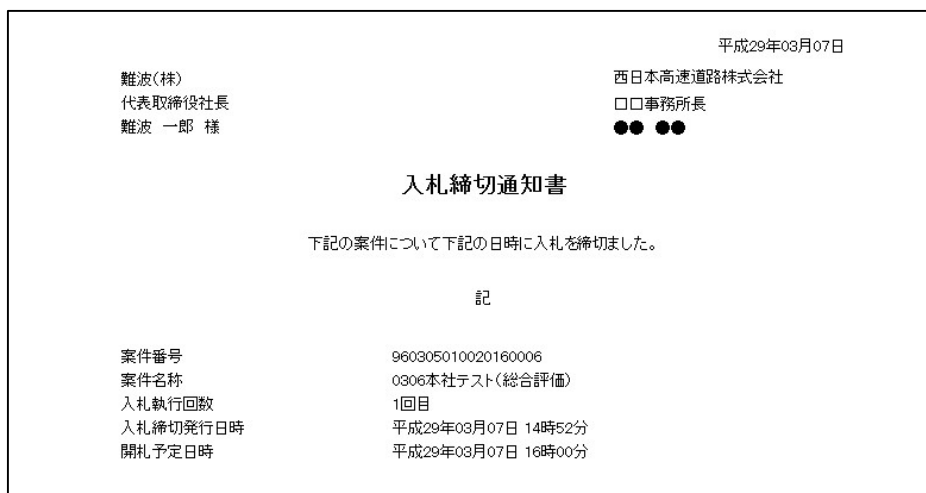 平成29年03月07日
難波(株)
代表取締役社長
難波 一郎 様
西日本高速道路株式会社
□□事務所長
●● ●●
入札締切通知書
下記の案件について下記の日時に入札を締切ました。
記
案件番号 960305010020160006
案件名称 0306本社テスト(総合評価)
入札執行回数 1回目
入札締切発行日時 平成29年03月07日 14時52分
開札予定日時 平成29年03月07日 16時00分